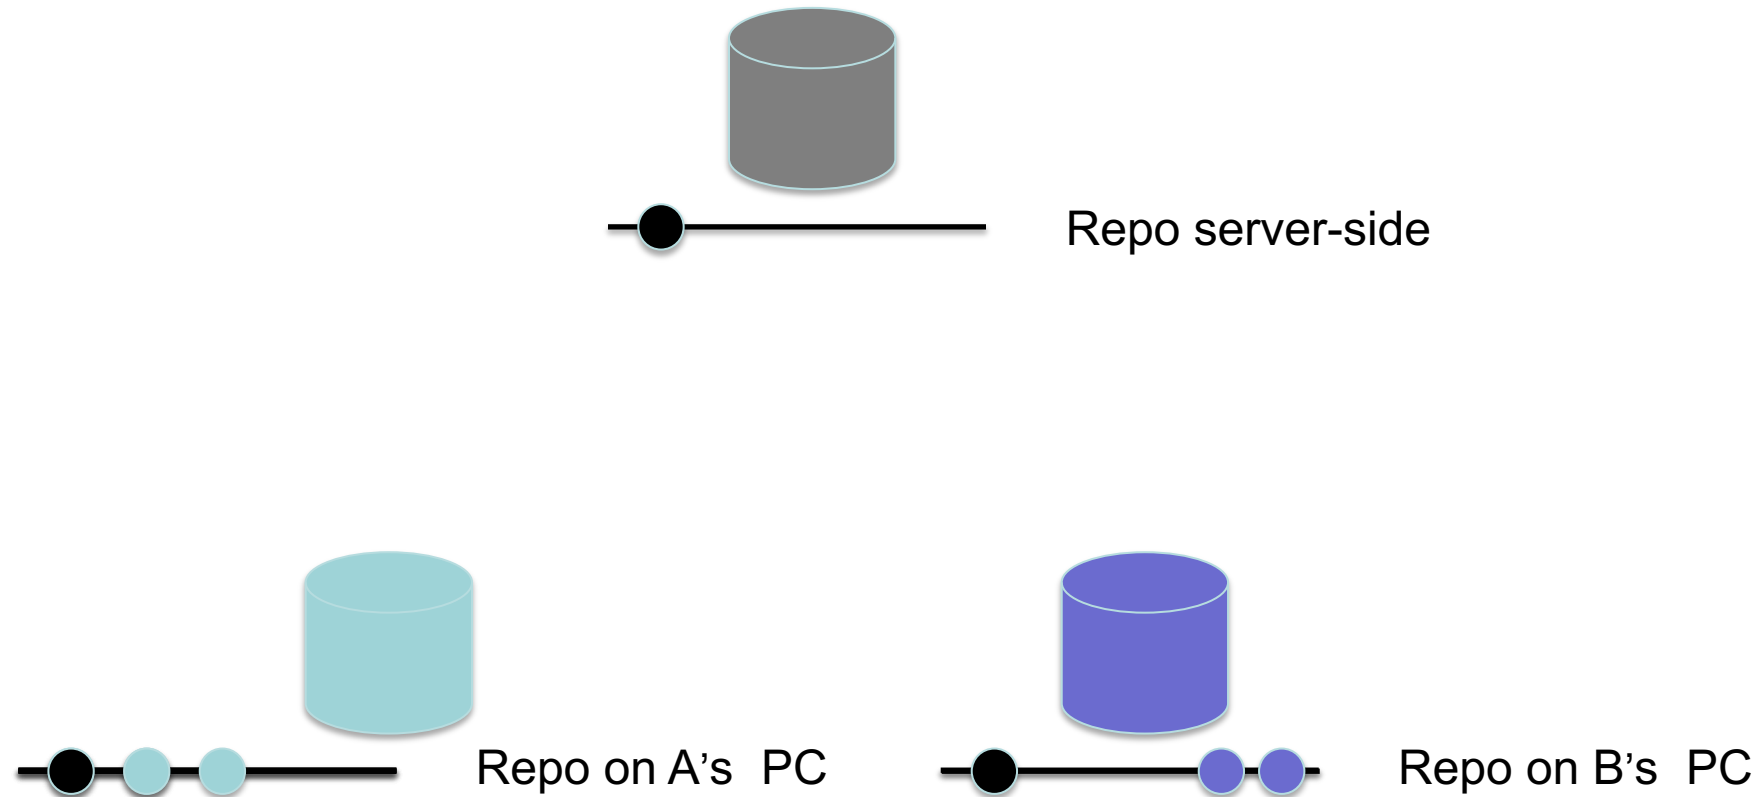 Repo server-side
Repo on A’s  PC
Repo on B’s  PC